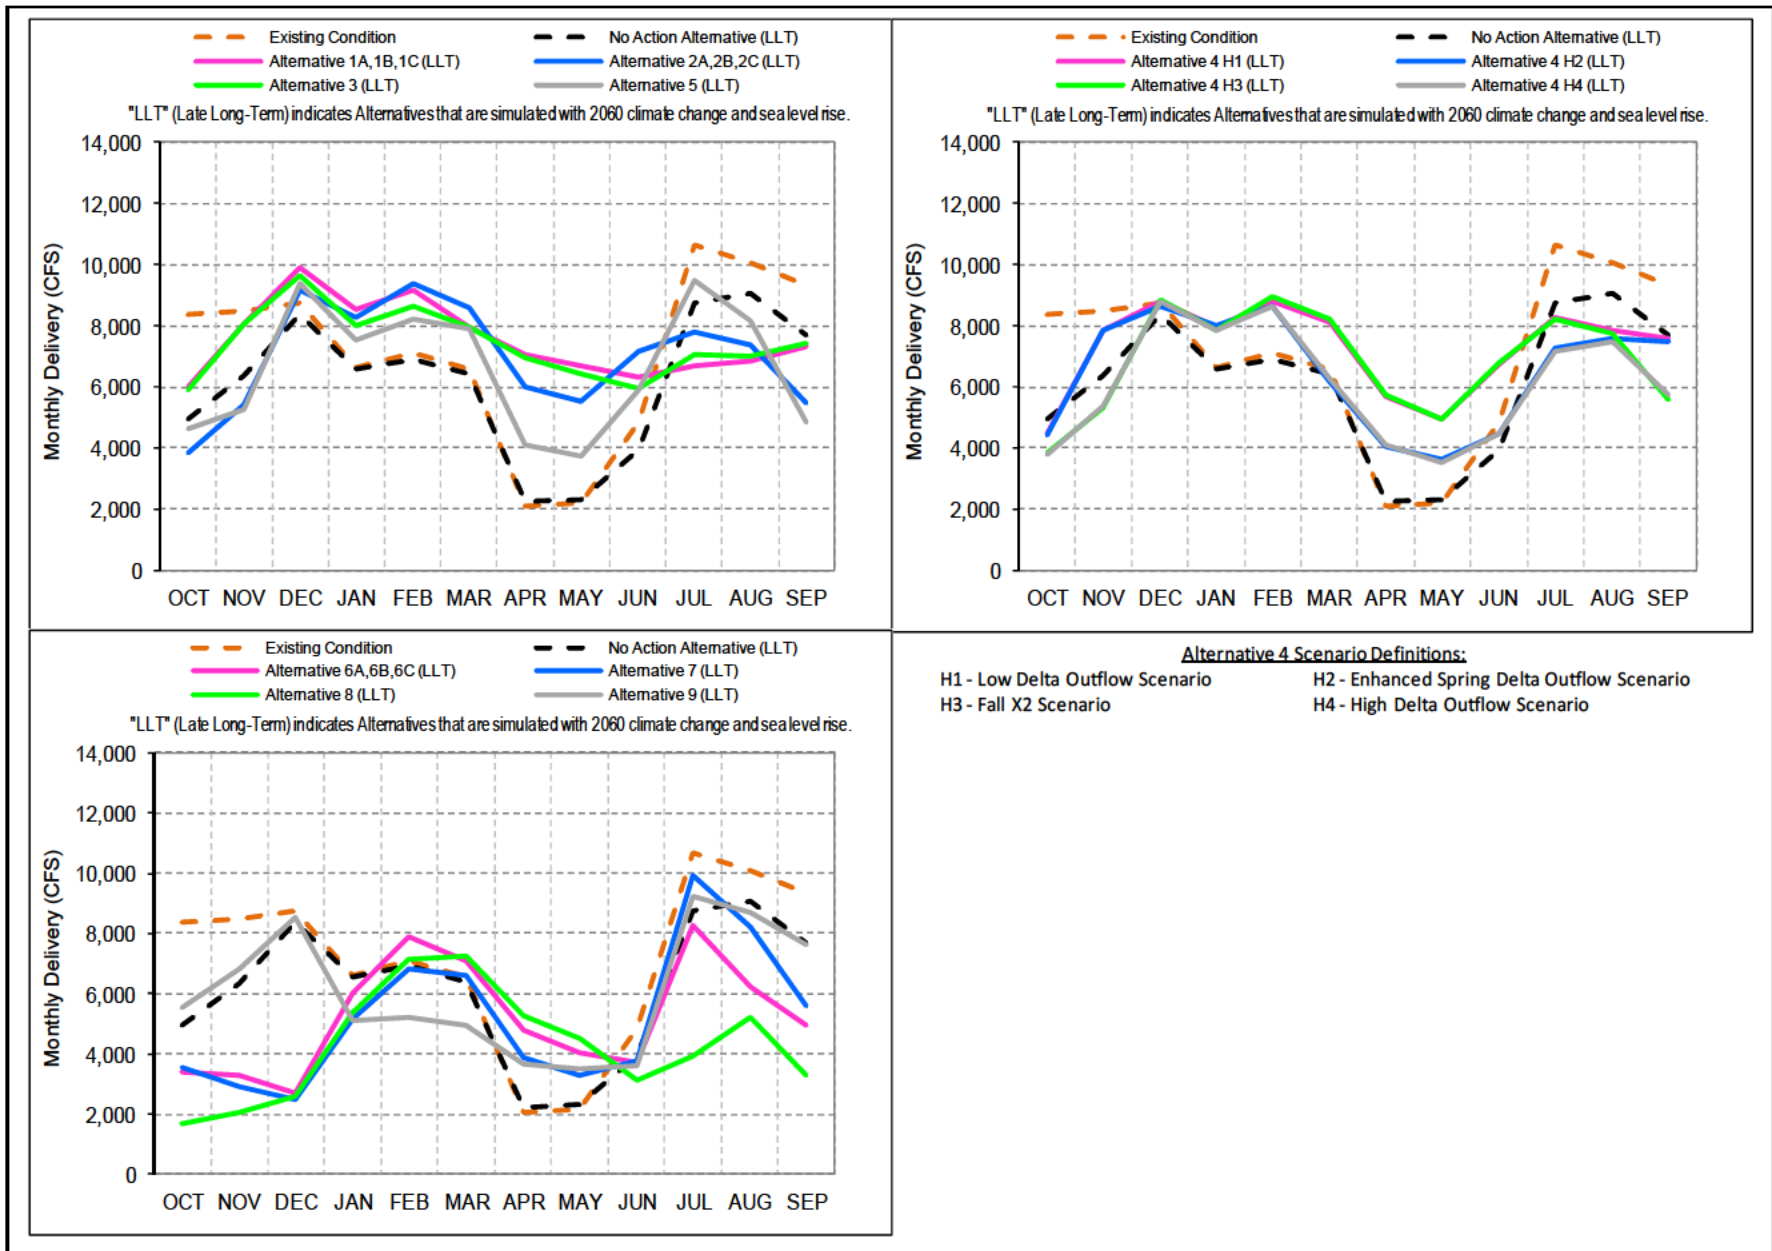 Existing Condition
No Action Alternative (LLT)
Alternative 1A,1B,1C (LLT)
Alternative 2A,2B,2C (LLT)
Alternative 3 (LLT)
Alternative 5 (LLT)
"LLT" (Late Long-Term) indicates Alternatives that are simulated with 2060 climate change and sea level rise.
Monthly Delivery (CFS)
14,000
12,000
10,000
8,000
6,000
4,000
2,000
0
OCT NOV DEC JAN FEB MAR APR MAY JUN JUL AUG SEP
Existing Condition
No Action Alternative (LLT)
Alternative 4 H1 (LLT)
Alternative 4 H2 (LLT)
Alternative 4 H3 (LLT)
Alternative 4 H4 (LLT)
"LLT" (Late Long-Term) indicates Alternatives that are simulated with 2060 climate change and sea level rise.
Monthly Delivery (CFS)
14,000
12,000
10,000
8,000
6,000
4,000
2,000
0
OCT NOV DEC JAN FEB MAR APR MAY JUN JUL AUG SEP
Existing Condition
No Action Alternative (LLT)
Alternative 6A,6B,6C (LLT)
Alternative 7 (LLT)
Alternative 8 (LLT)
Alternative 9 (LLT)
"LLT" (Late Long-Term) indicates Alternatives that are simulated with 2060 climate change and sea level rise.
Monthly Delivery (CFS)
14,000
12,000
10,000
8,000
6,000
4,000
2,000
0
OCT NOV DEC JAN FEB MAR APR MAY JUN JUL AUG SEP
Alternative 4 Scenario Definitions:
H1 - Low Delta Outflow Scenario
H2 - Enhanced Spring Delta Outflow Scenario
H3 - Fall X2 Scenario
H4 - High Delta Outflow Scenario